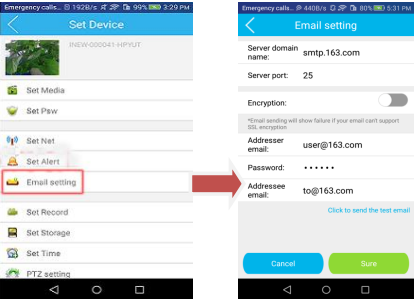 Emergency calls... 192B/s 99% 3:29 PM
Set Device
INEW-000041-HPYUT
Set Media
Set Psw
Set Net
Set Alert
Email setting
Set Record
Set Storage
Set Time
PTZ setting
Emergency calls... 440B/s 80% 5:31 PM
Email setting
Server domain name: smtp.163.com
Server port: 25
Encryption:
*Email sending will show failure if your email can't support
SSL encryption
Addresser email: user@163.com
Password: ······
Addressee email: to@163.com
Click to send the test email
Cancel Sure